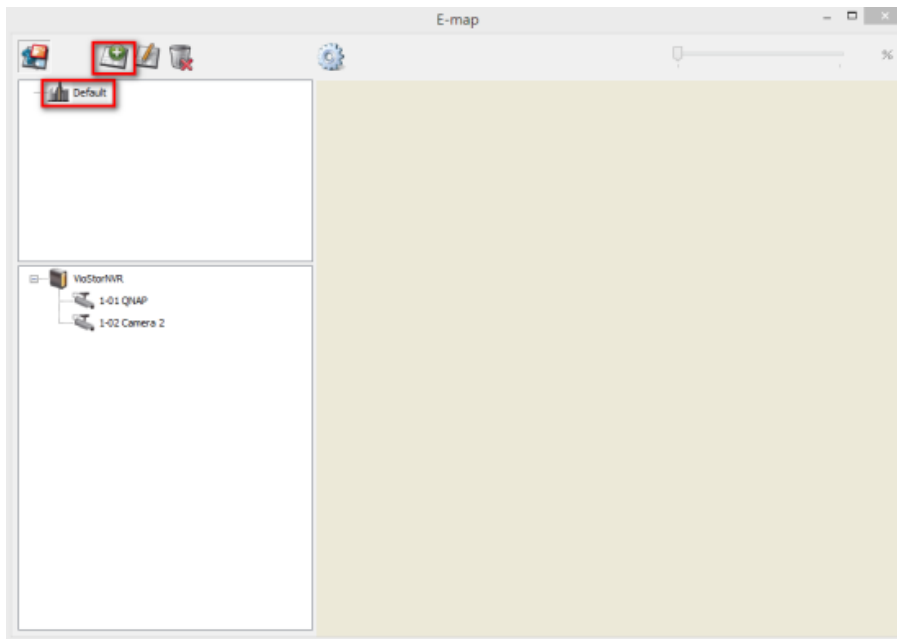 E-map
%
Default
VioStorNVR
1-01 QNAP
1-02 Camera 2